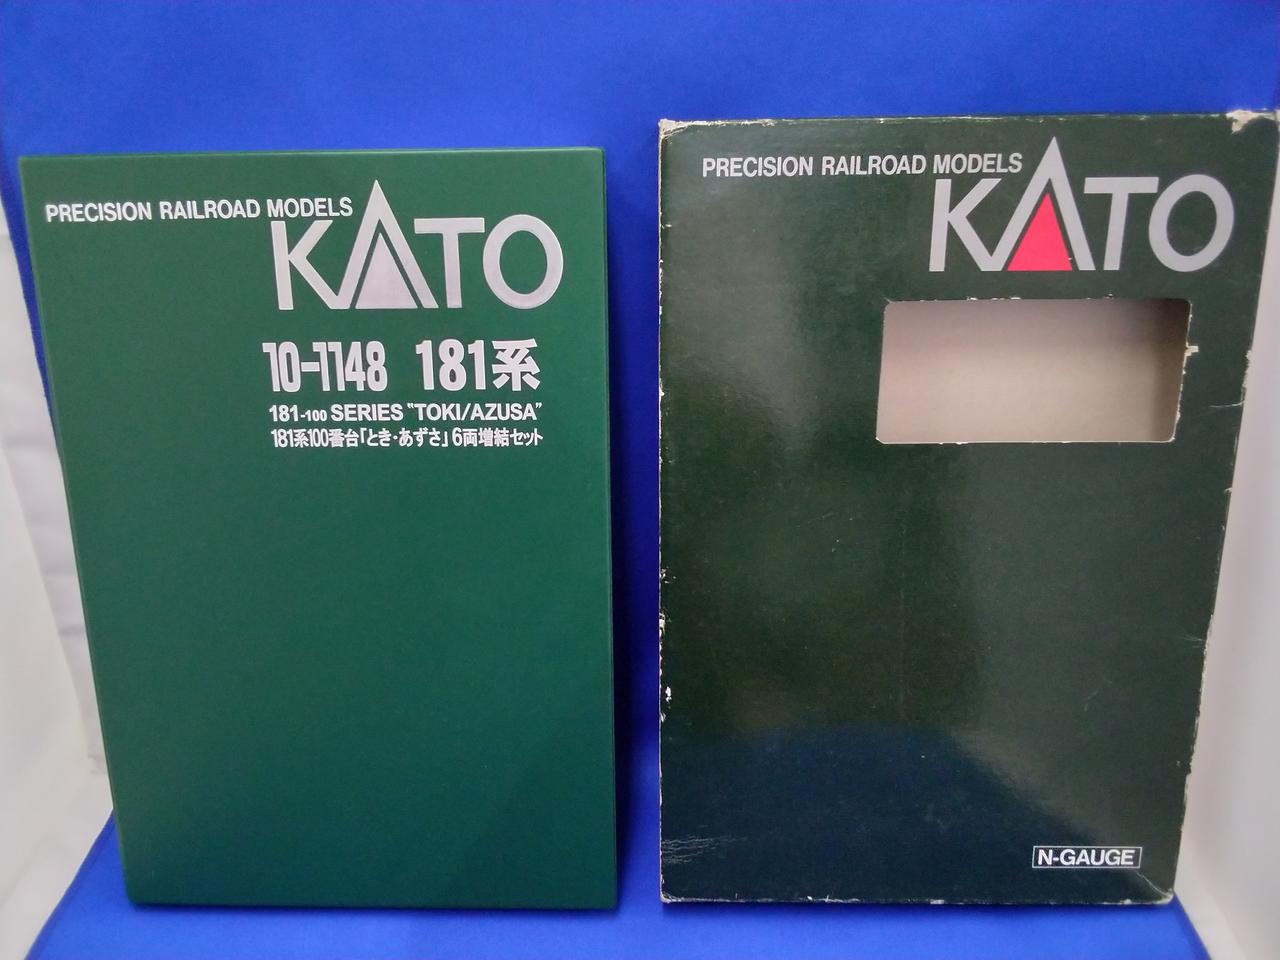 PRECISION RAILROAD MODELS
KATO
10-1148 181系
181-100 SERIES "TOKI/AZUSA"
181系100番台「とき・あずさ」6両増結セット
PRECISION RAILROAD MODELS
KATO
N-GAUGE